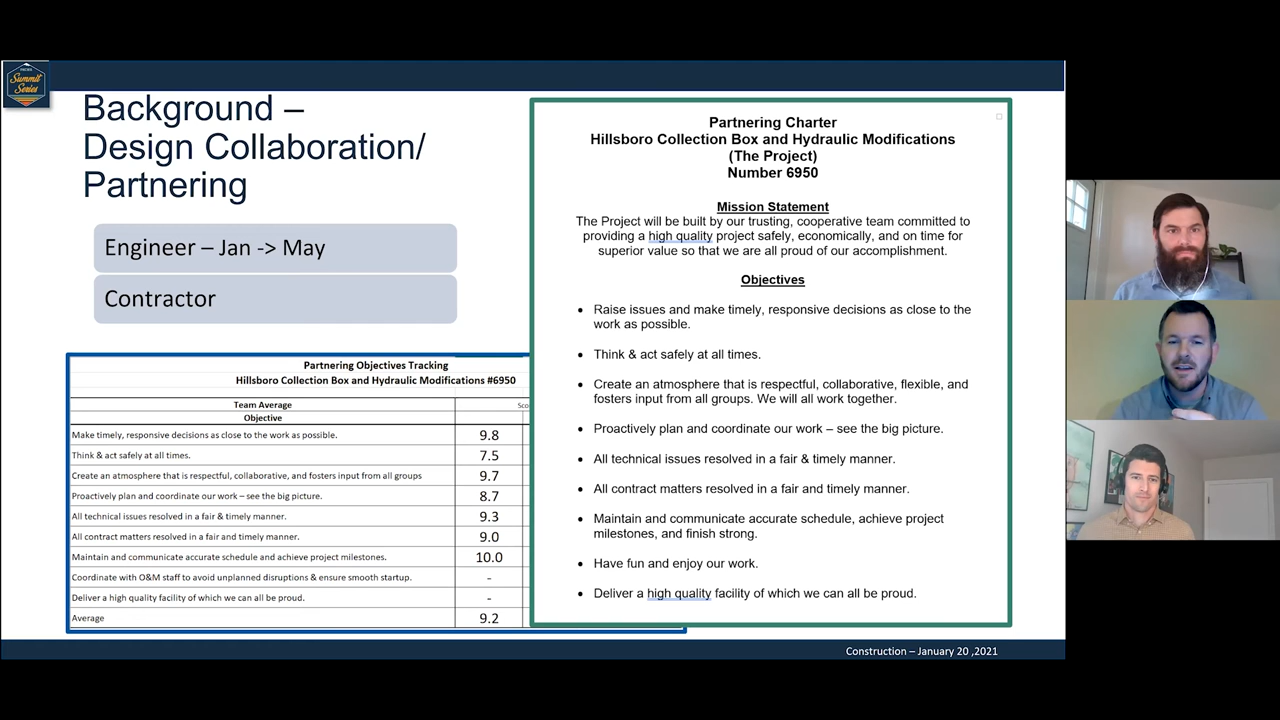 PNCWA
Summit
Series
Background –
Design Collaboration/
Partnering
Engineer – Jan -> May
Contractor
Partnering Objectives Tracking
Hillsboro Collection Box and Hydraulic Modifications #6950
Team Average
Sco
Objective
Make timely, responsive decisions as close to the work as possible.
9.8
Think & act safely at all times.
7.5
Create an atmosphere that is respectful, collaborative, and fosters input from all groups
9.7
Proactively plan and coordinate our work – see the big picture.
8.7
All technical issues resolved in a fair & timely manner.
9.3
All contract matters resolved in a fair and timely manner.
9.0
Maintain and communicate accurate schedule and achieve project milestones.
10.0
Coordinate with O&M staff to avoid unplanned disruptions & ensure smooth startup.
-
Deliver a high quality facility of which we can all be proud.
-
Average
9.2
Partnering Charter
Hillsboro Collection Box and Hydraulic Modifications
(The Project)
Number 6950
Mission Statement
The Project will be built by our trusting, cooperative team committed to
providing a high quality project safely, economically, and on time for
superior value so that we are all proud of our accomplishment.
Objectives
• Raise issues and make timely, responsive decisions as close to the
work as possible.
• Think & act safely at all times.
• Create an atmosphere that is respectful, collaborative, flexible, and
fosters input from all groups. We will all work together.
• Proactively plan and coordinate our work – see the big picture.
• All technical issues resolved in a fair & timely manner.
• All contract matters resolved in a fair and timely manner.
• Maintain and communicate accurate schedule, achieve project
milestones, and finish strong.
• Have fun and enjoy our work.
• Deliver a high quality facility of which we can all be proud.
Construction – January 20 ,2021